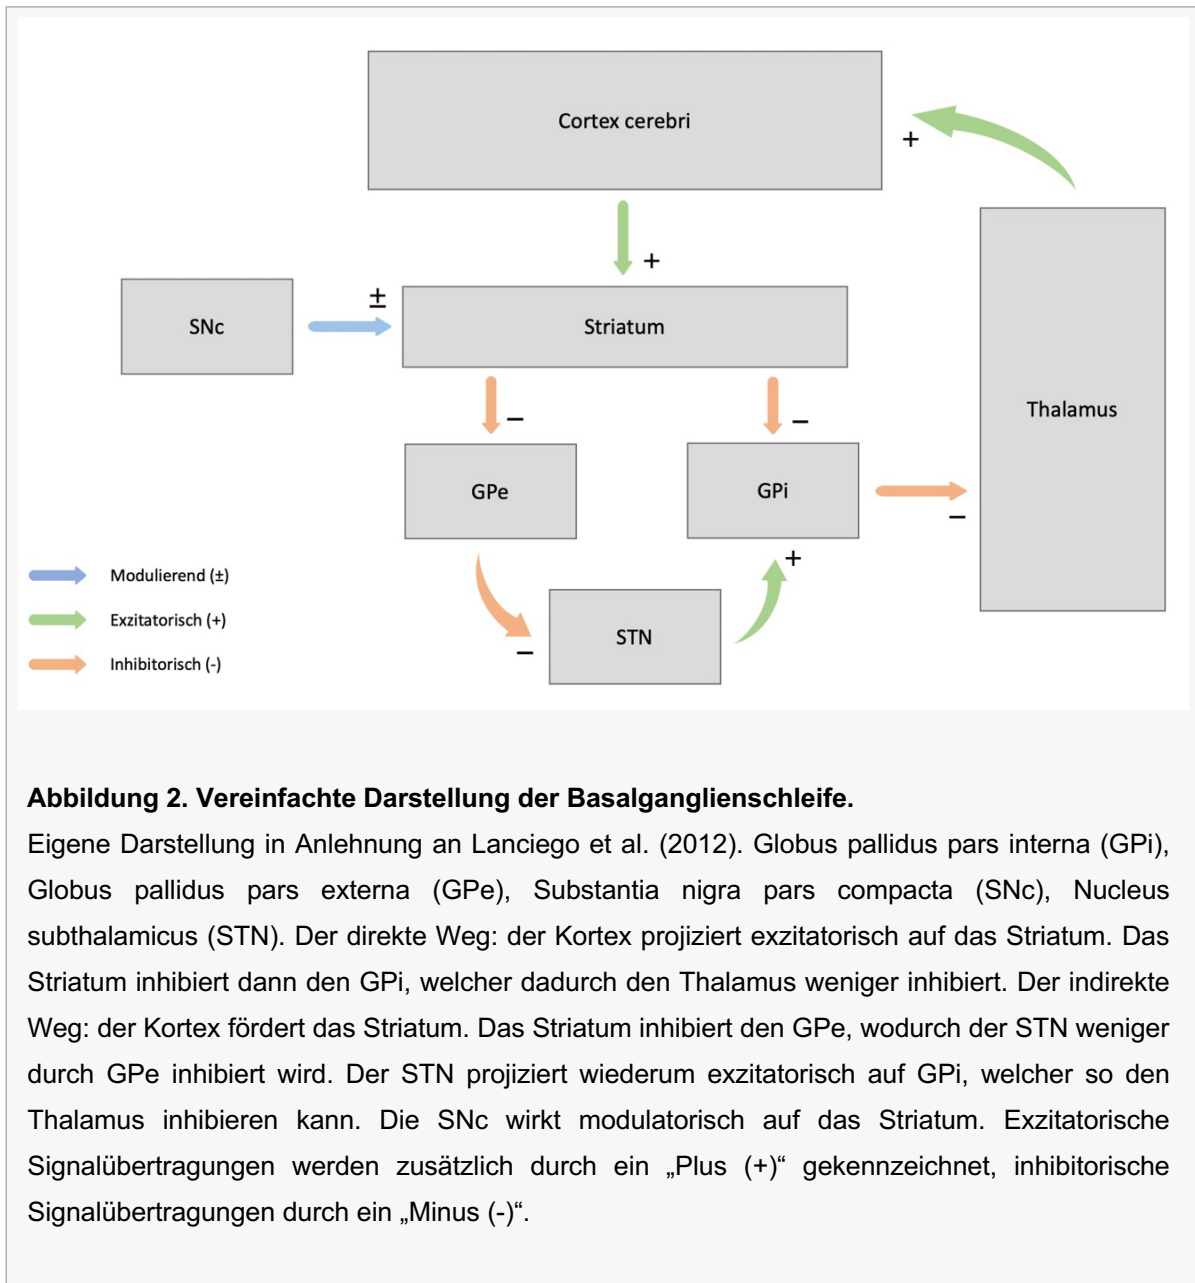 Cortex cerebri
+
+
SNc
±
Striatum
Thalamus
–
–
GPe
GPi
–
+
STN
–
Modulierend (±)
Exzitatorisch (+)
Inhibitorisch (-)
Abbildung 2. Vereinfachte Darstellung der Basalganglienschleife.
Eigene Darstellung in Anlehnung an Lanciego et al. (2012). Globus pallidus pars interna (GPi),
Globus pallidus pars externa (GPe), Substantia nigra pars compacta (SNc), Nucleus
subthalamicus (STN). Der direkte Weg: der Kortex projiziert exzitatorisch auf das Striatum. Das
Striatum inhibiert dann den GPi, welcher dadurch den Thalamus weniger inhibiert. Der indirekte
Weg: der Kortex fördert das Striatum. Das Striatum inhibiert den GPe, wodurch der STN weniger
durch GPe inhibiert wird. Der STN projiziert wiederum exzitatorisch auf GPi, welcher so den
Thalamus inhibieren kann. Die SNc wirkt modulatorisch auf das Striatum. Exzitatorische
Signalübertragungen werden zusätzlich durch ein „Plus (+)“ gekennzeichnet, inhibitorische
Signalübertragungen durch ein „Minus (-)“.